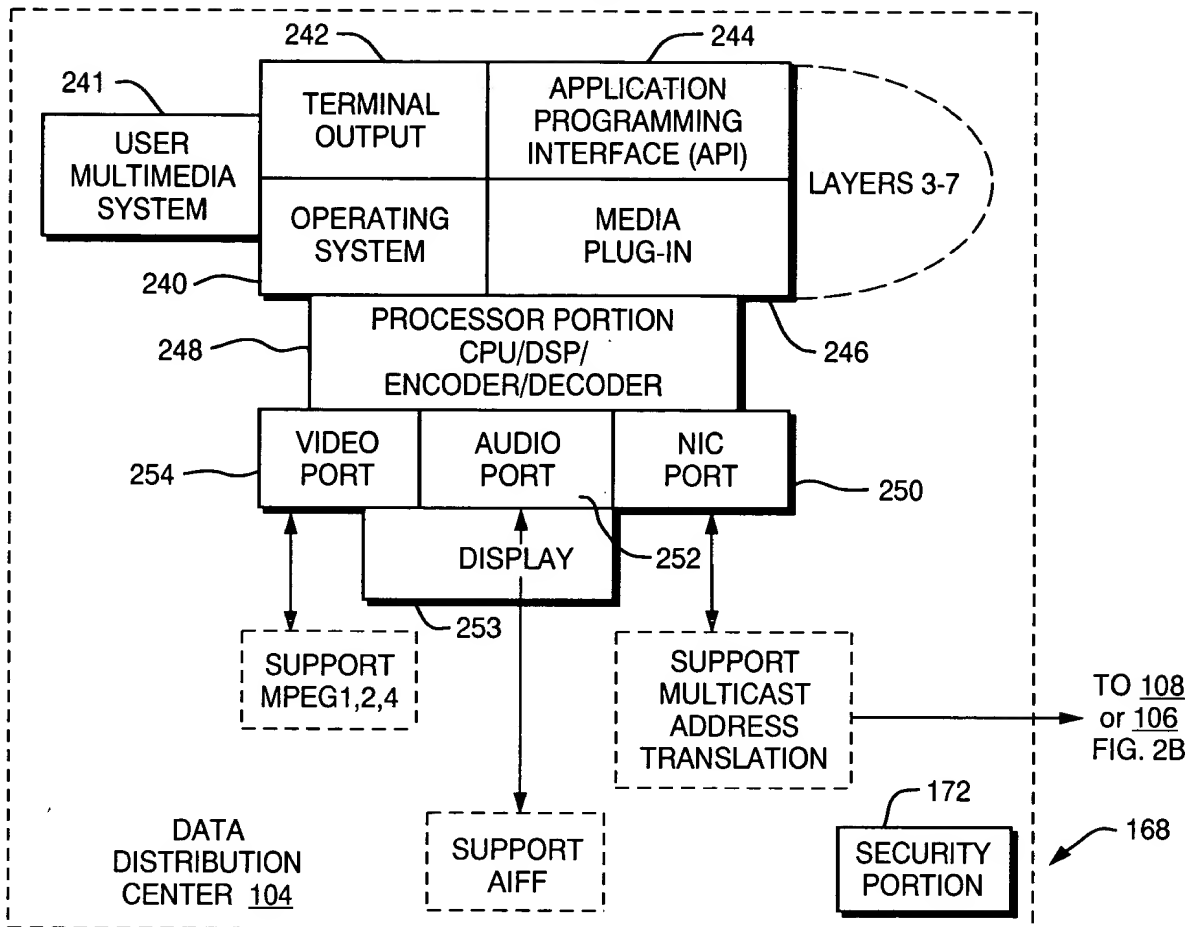 242
244
241
TERMINAL
OUTPUT
APPLICATION
PROGRAMMING
INTERFACE (API)
USER
MULTIMEDIA
SYSTEM
LAYERS 3-7
OPERATING
SYSTEM
MEDIA
PLUG-IN
240
248
PROCESSOR PORTION
CPU/DSP/
ENCODER/DECODER
246
254
VIDEO
PORT
AUDIO
PORT
NIC
PORT
250
DISPLAY
252
253
SUPPORT
MPEG1,2,4
SUPPORT
MULTICAST
ADDRESS
TRANSLATION
TO 108
or 106
FIG. 2B
172
168
DATA
DISTRIBUTION
CENTER 104
SUPPORT
AIFF
SECURITY
PORTION